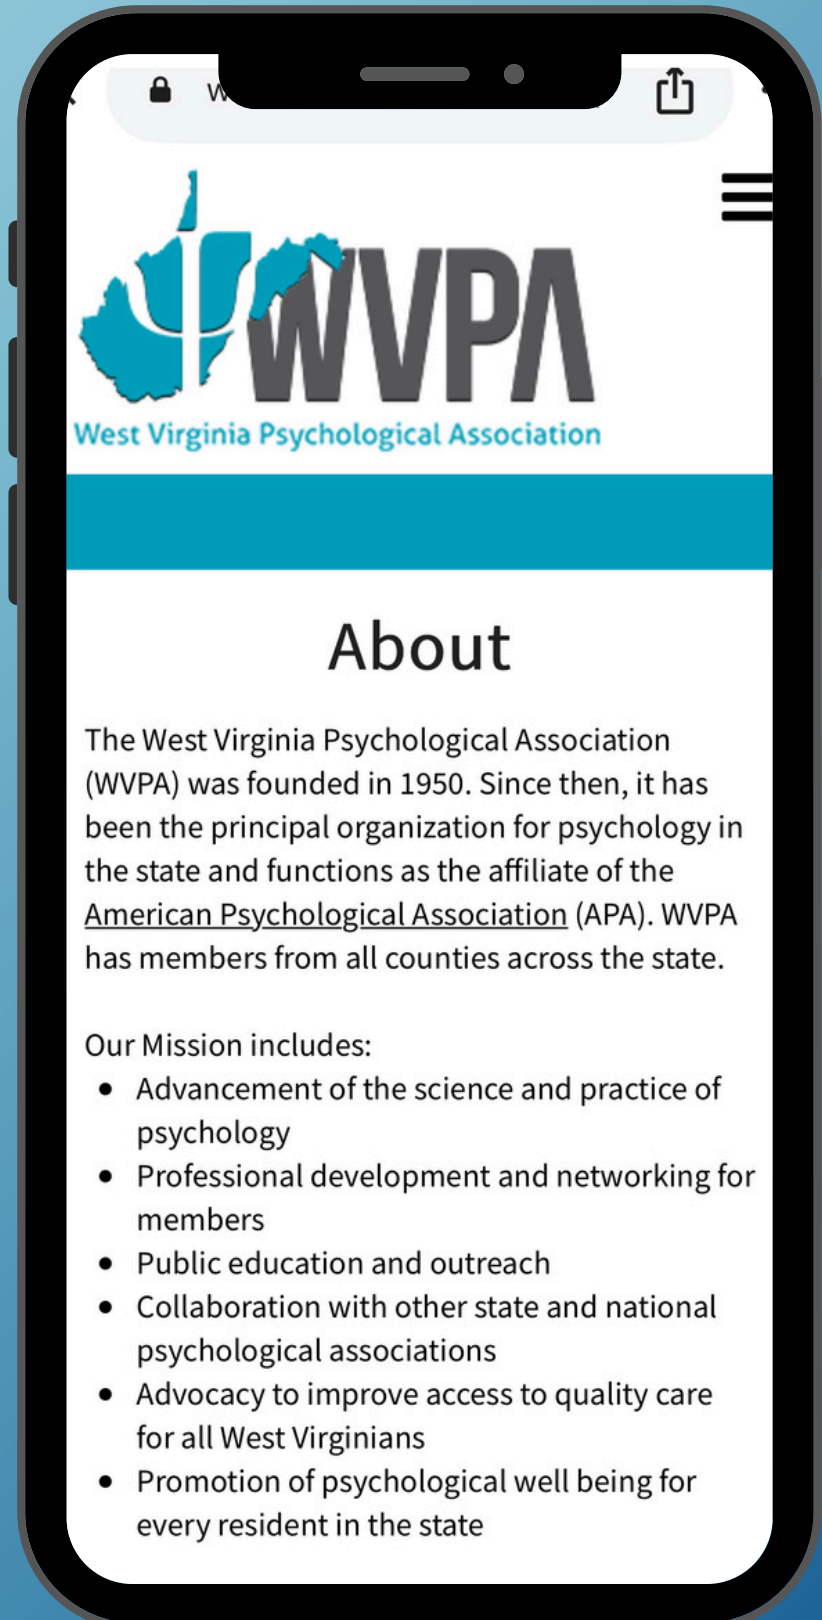 WVPA
West Virginia Psychological Association
About
The West Virginia Psychological Association
(WVPA) was founded in 1950. Since then, it has
been the principal organization for psychology in
the state and functions as the affiliate of the
American Psychological Association (APA). WVPA
has members from all counties across the state.
Our Mission includes:
• Advancement of the science and practice of
psychology
• Professional development and networking for
members
• Public education and outreach
• Collaboration with other state and national
psychological associations
• Advocacy to improve access to quality care
for all West Virginians
• Promotion of psychological well being for
every resident in the state